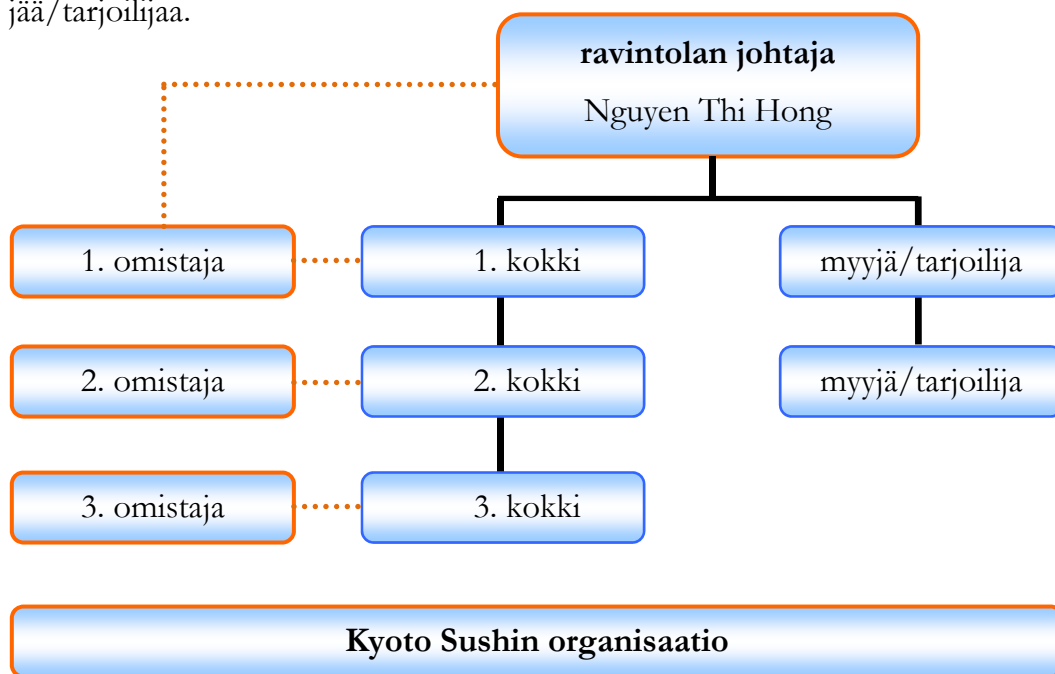 jää/tarjoilijaa.
ravintolan johtaja
Nguyen Thi Hong
1. omistaja
1. kokki
myyjä/tarjoilija
2. omistaja
2. kokki
myyjä/tarjoilija
3. omistaja
3. kokki
Kyoto Sushin organisaatio